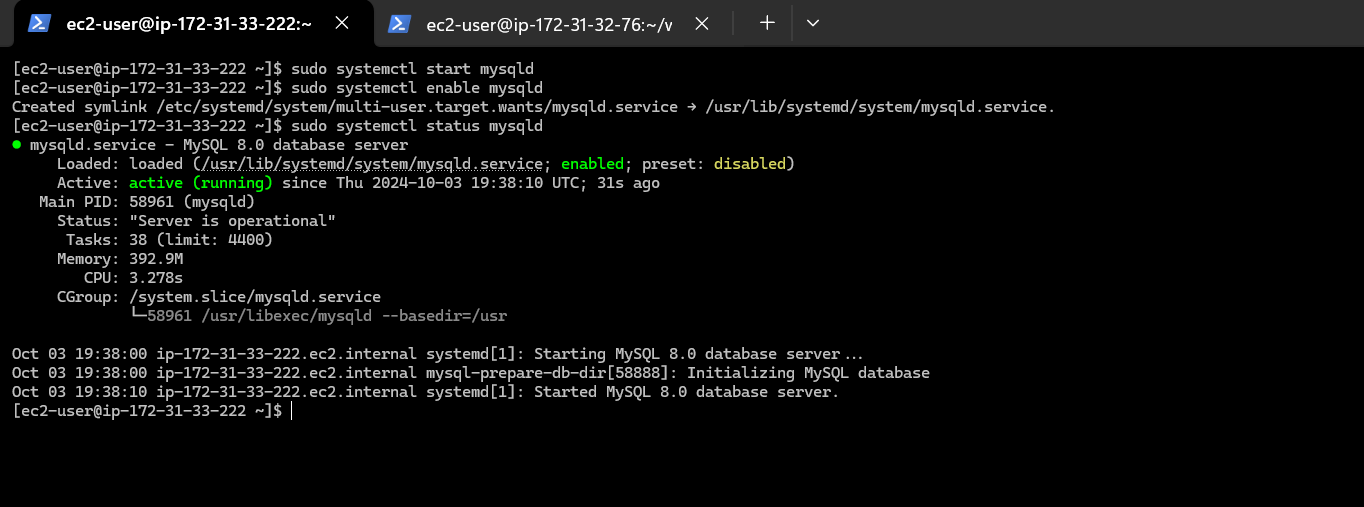 ec2-user@ip-172-31-33-222:~
ec2-user@ip-172-31-32-76:~/v
[ec2-user@ip-172-31-33-222 ~]$ sudo systemctl start mysqld
[ec2-user@ip-172-31-33-222 ~]$ sudo systemctl enable mysqld
Created symlink /etc/systemd/system/multi-user.target.wants/mysqld.service → /usr/lib/systemd/system/mysqld.service.
[ec2-user@ip-172-31-33-222 ~]$ sudo systemctl status mysqld
● mysqld.service - MySQL 8.0 database server
Loaded: loaded (/usr/lib/systemd/system/mysqld.service; enabled; preset: disabled)
Active: active (running) since Thu 2024-10-03 19:38:10 UTC; 31s ago
Main PID: 58961 (mysqld)
Status: "Server is operational"
Tasks: 38 (limit: 4400)
Memory: 392.9M
CPU: 3.278s
CGroup: /system.slice/mysqld.service
└─58961 /usr/libexec/mysqld --basedir=/usr
Oct 03 19:38:00 ip-172-31-33-222.ec2.internal systemd[1]: Starting MySQL 8.0 database server...
Oct 03 19:38:00 ip-172-31-33-222.ec2.internal mysql-prepare-db-dir[58888]: Initializing MySQL database
Oct 03 19:38:10 ip-172-31-33-222.ec2.internal systemd[1]: Started MySQL 8.0 database server.
[ec2-user@ip-172-31-33-222 ~]$